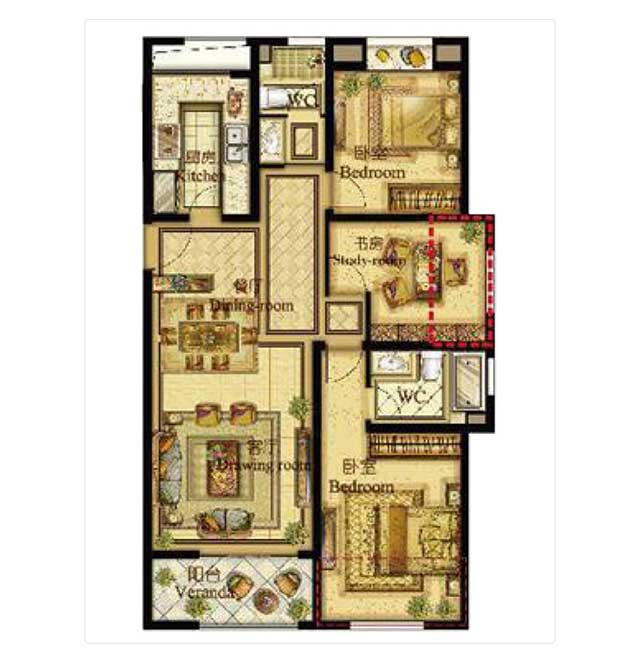 WC
卧室
Bedroom
厨房
Kitchen
书房
Study-room
餐厅
Dining-room
WC
客厅
Drawing room
卧室
Bedroom
阳台
Veranda